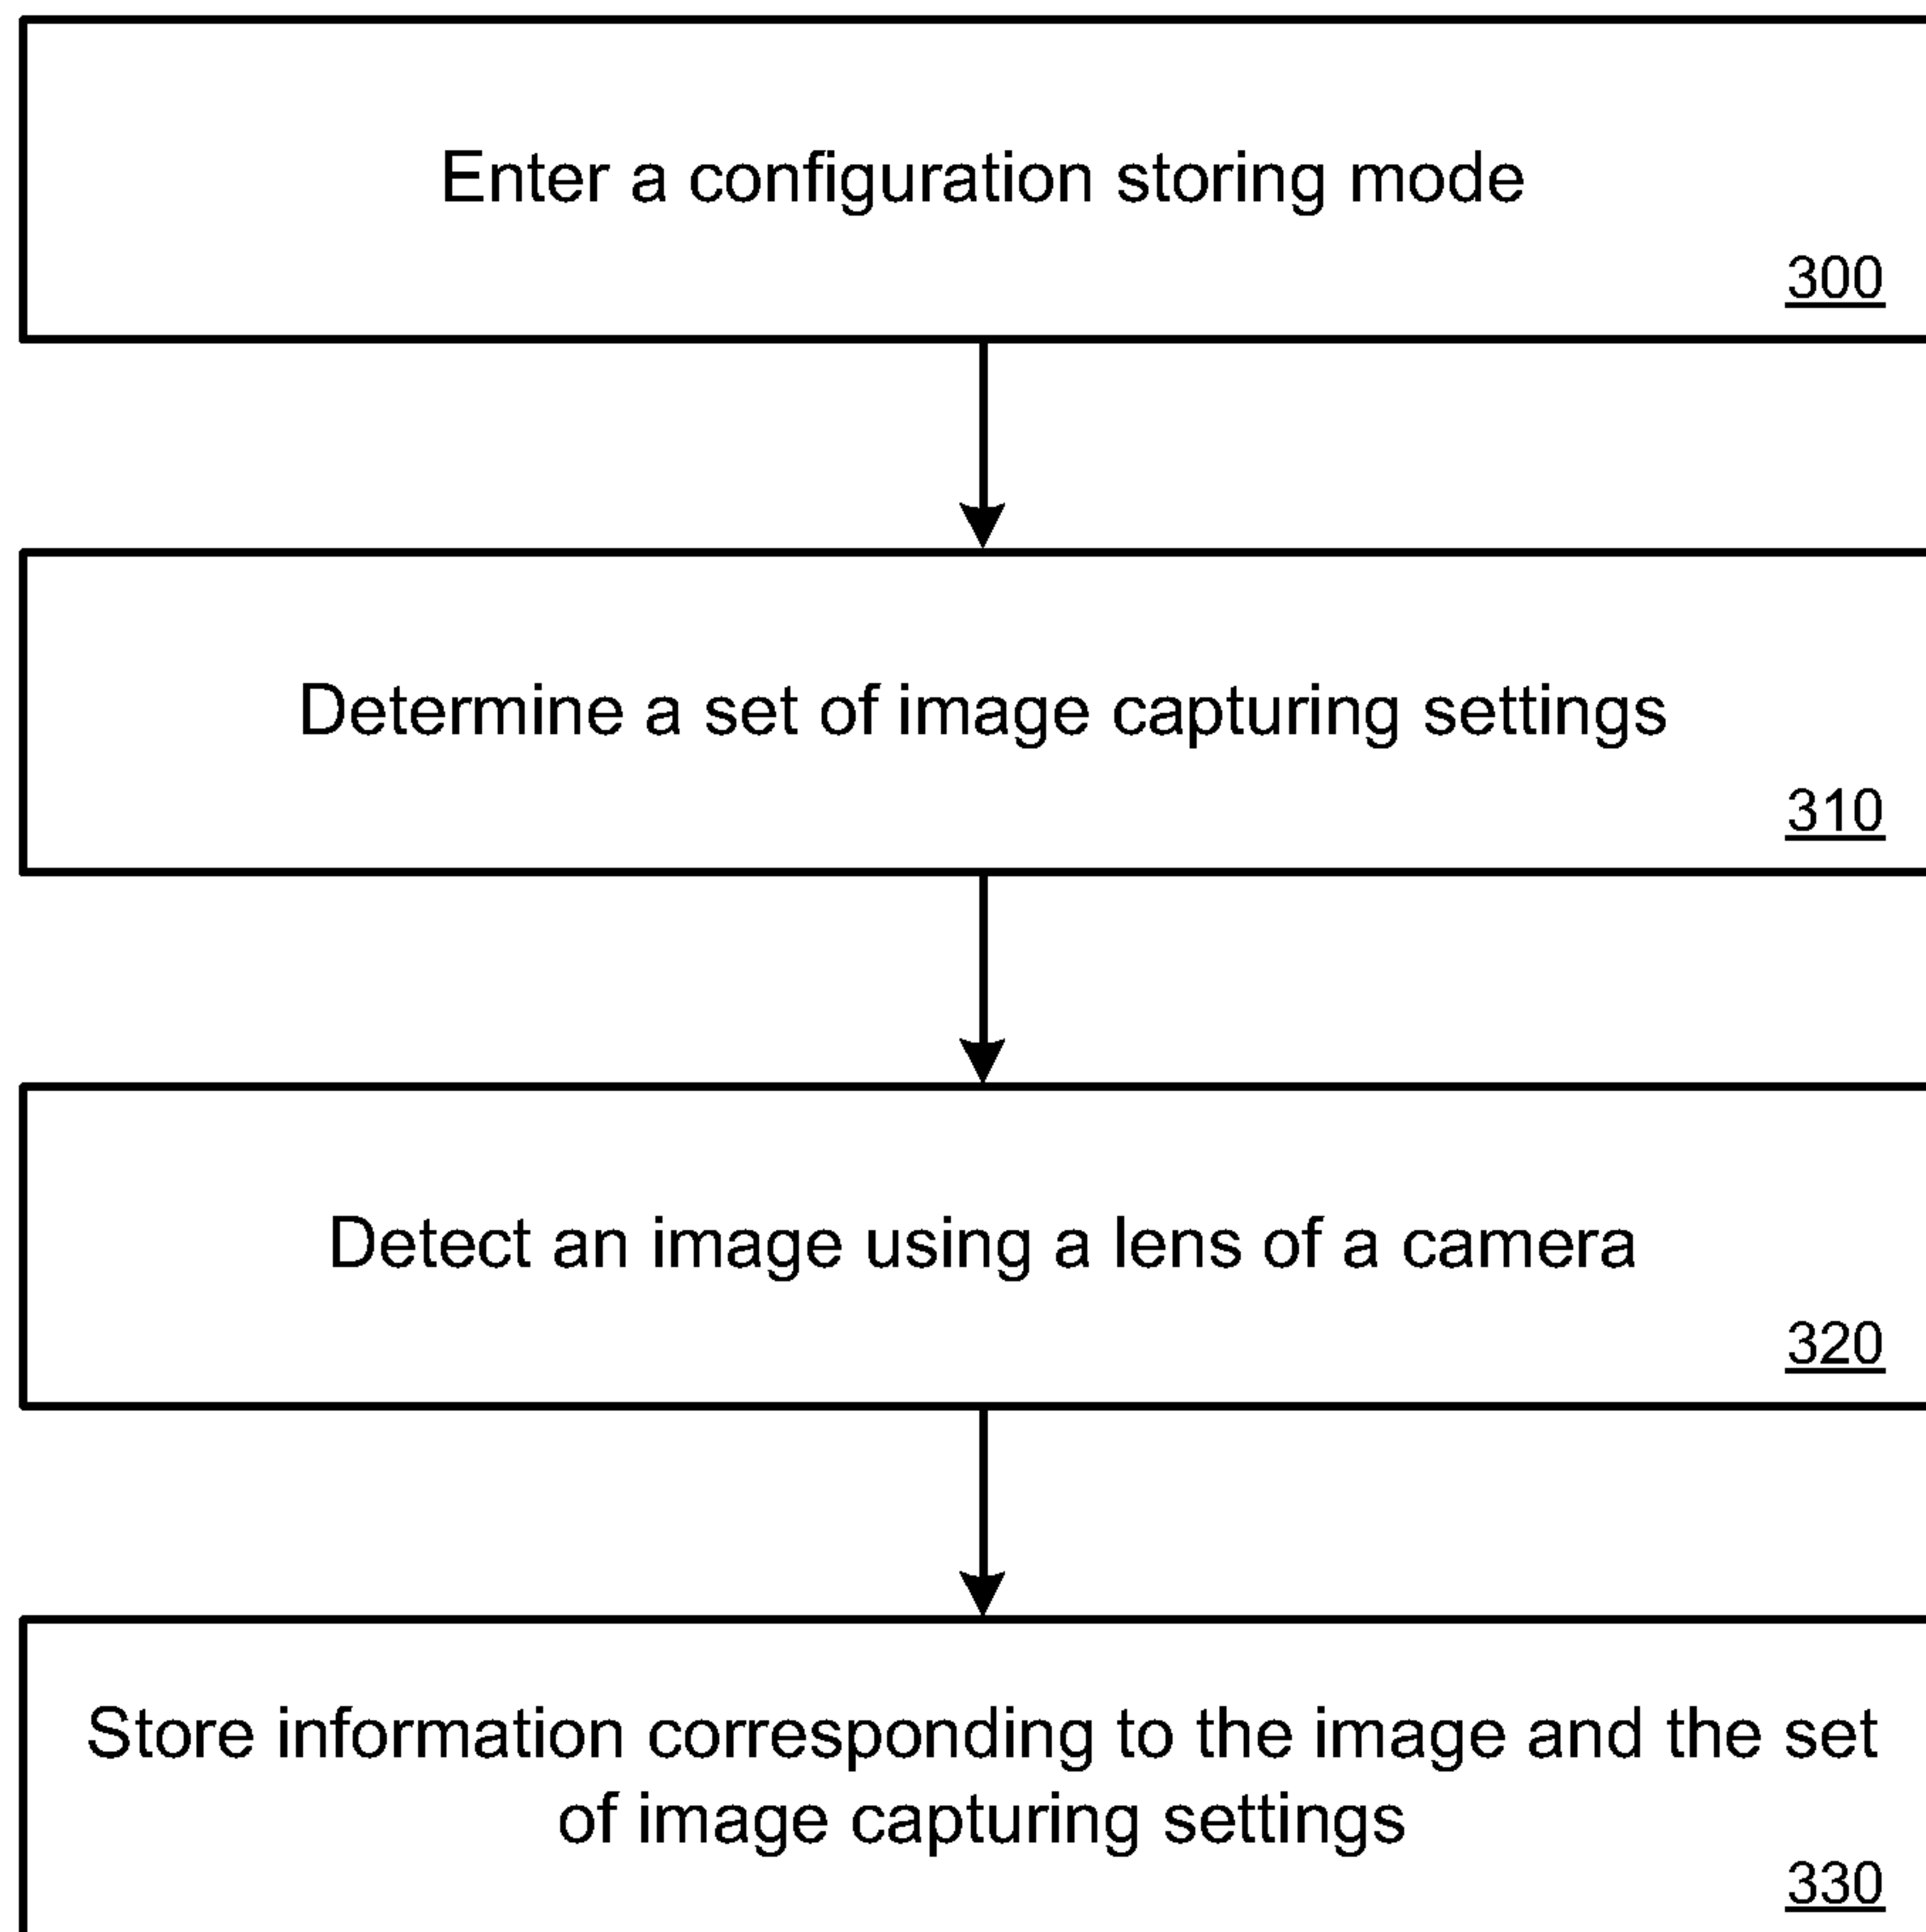 Enter a configuration storing mode
300
Determine a set of image capturing settings
310
Detect an image using a lens of a camera
320
Store information corresponding to the image and the set
of image capturing settings
330